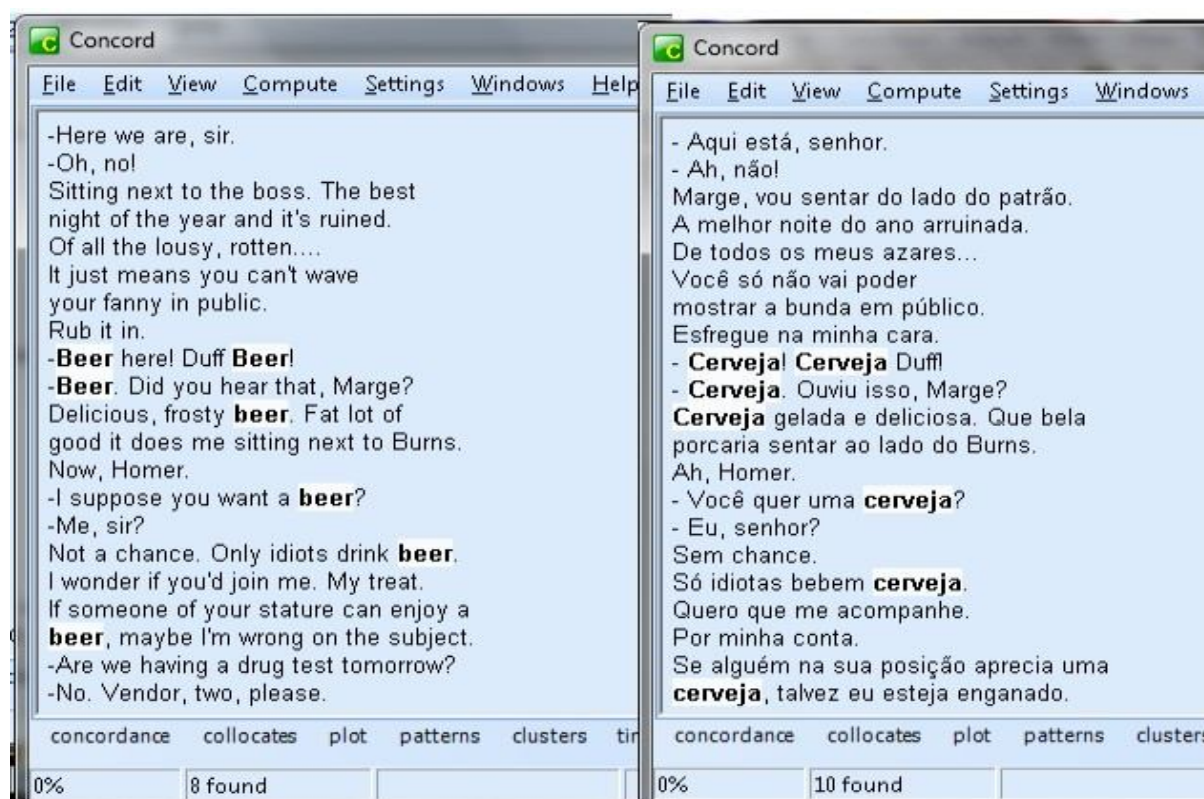 Concord
File Edit View Compute Settings Windows Help
-Here we are, sir.
-Oh, no!
Sitting next to the boss. The best
night of the year and it's ruined.
Of all the lousy, rotten....
It just means you can't wave
your fanny in public.
Rub it in.
-Beer here! Duff Beer!
-Beer. Did you hear that, Marge?
Delicious, frosty beer. Fat lot of
good it does me sitting next to Burns.
Now, Homer.
-I suppose you want a beer?
-Me, sir?
Not a chance. Only idiots drink beer.
I wonder if you'd join me. My treat.
If someone of your stature can enjoy a
beer, maybe I'm wrong on the subject.
-Are we having a drug test tomorrow?
-No. Vendor, two, please.
concordance collocates plot patterns clusters
0% 8 found
Concord
File Edit View Compute Settings Windows
- Aqui está, senhor.
- Ah, não!
Marge, vou sentar do lado do patrão.
A melhor noite do ano arruinada.
De todos os meus azares...
Você só não vai poder
mostrar a bunda em público.
Esfregue na minha cara.
- Cerveja! Cerveja Duff!
- Cerveja. Ouviu isso, Marge?
Cerveja gelada e deliciosa. Que bela
porcaria sentar ao lado do Burns.
Ah, Homer.
- Você quer uma cerveja?
- Eu, senhor?
Sem chance.
Só idiotas bebem cerveja.
Quero que me acompanhe.
Por minha conta.
Se alguém na sua posição aprecia uma
cerveja, talvez eu esteja enganado.
concordance collocates plot patterns clusters
0% 10 found